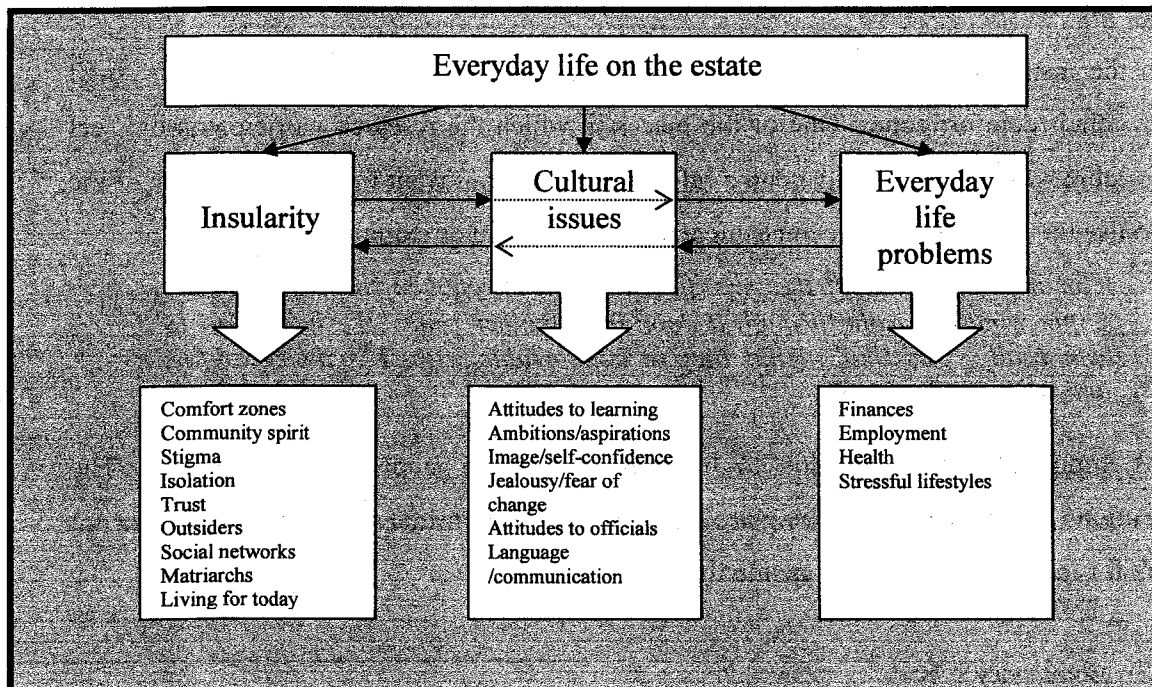 Everyday life on the estate
Insularity
Cultural
issues
Everyday
life
problems
Comfort zones
Community spirit
Stigma
Isolation
Trust
Outsiders
Social networks
Matriarchs
Living for today
Attitudes to learning
Ambitions/aspirations
Image/self-confidence
Jealousy/fear of
change
Attitudes to officials
Language
/communication
Finances
Employment
Health
Stressful lifestyles